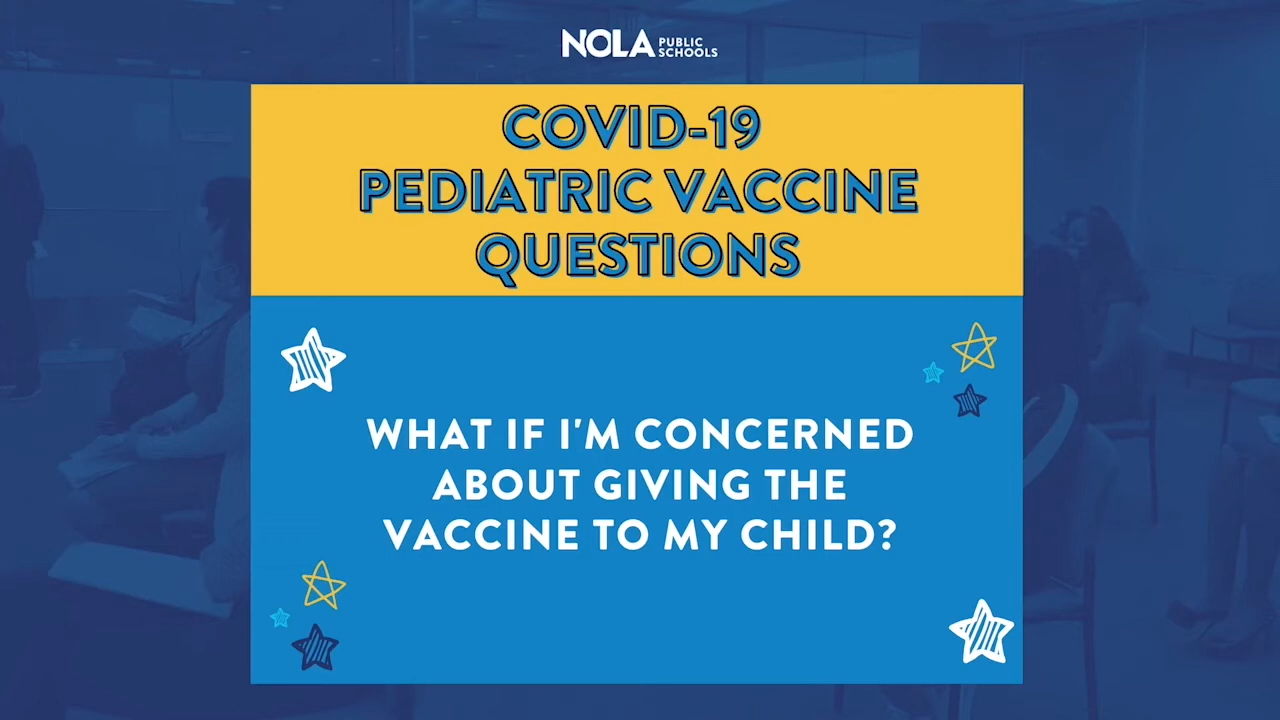 NOLA PUBLIC SCHOOLS
COVID-19
PEDIATRIC VACCINE
QUESTIONS
WHAT IF I'M CONCERNED
ABOUT GIVING THE
VACCINE TO MY CHILD?